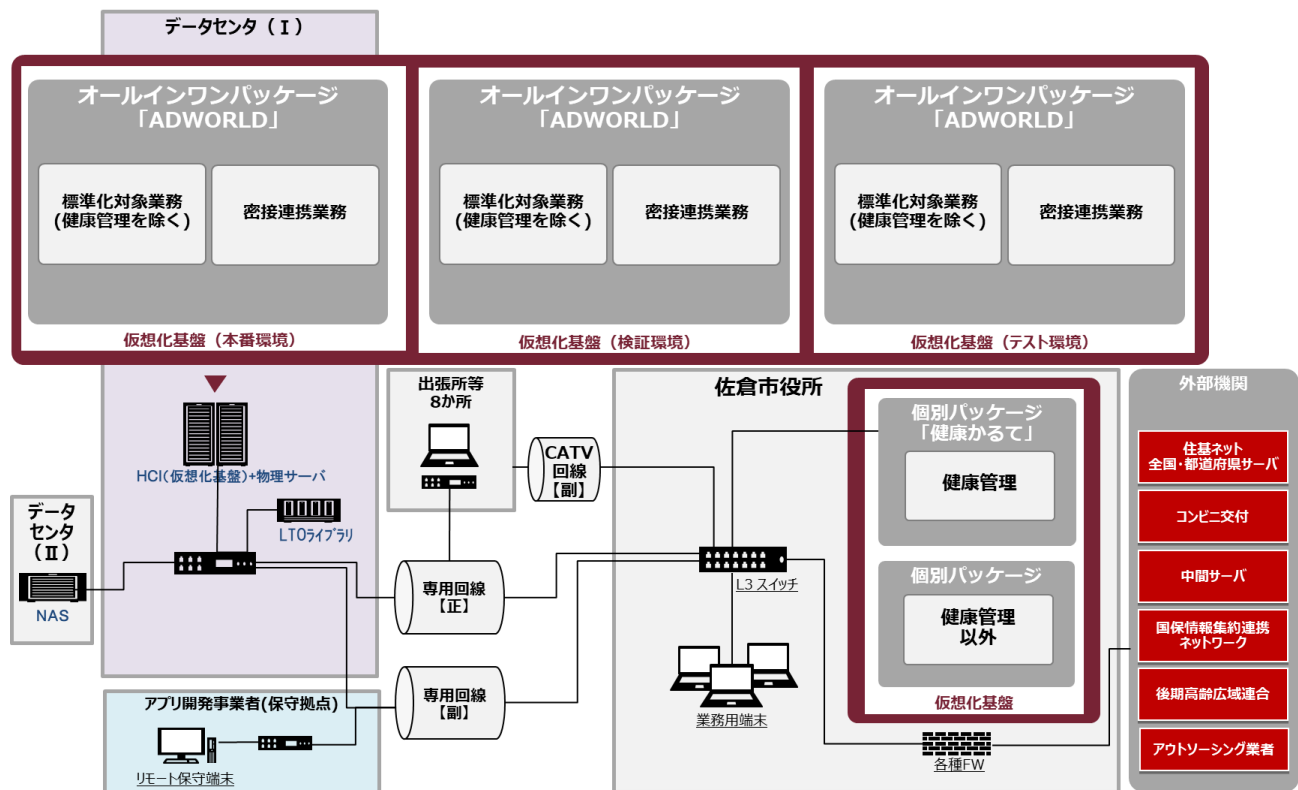 データセンタ（Ⅰ）
オールインワンパッケージ
「ADWORLD」
標準化対象業務
(健康管理を除く)
密接連携業務
仮想化基盤（本番環境）
オールインワンパッケージ
「ADWORLD」
標準化対象業務
(健康管理を除く)
密接連携業務
仮想化基盤（検証環境）
オールインワンパッケージ
「ADWORLD」
標準化対象業務
(健康管理を除く)
密接連携業務
仮想化基盤（テスト環境）
HCI(仮想化基盤)+物理サーバ
LTOライブラリ
データ
センタ
（Ⅱ）
NAS
出張所等
8か所
CATV
回線
【副】
専用回線
【正】
専用回線
【副】
アプリ開発事業者(保守拠点)
リモート保守端末
佐倉市役所
L3 スイッチ
業務用端末
個別パッケージ
「健康かるて」
健康管理
個別パッケージ
健康管理
以外
仮想化基盤
各種FW
外部機関
住基ネット
全国・都道府県サーバ
コンビニ交付
中間サーバ
国保情報集約連携
ネットワーク
後期高齢広域連合
アウトソーシング業者